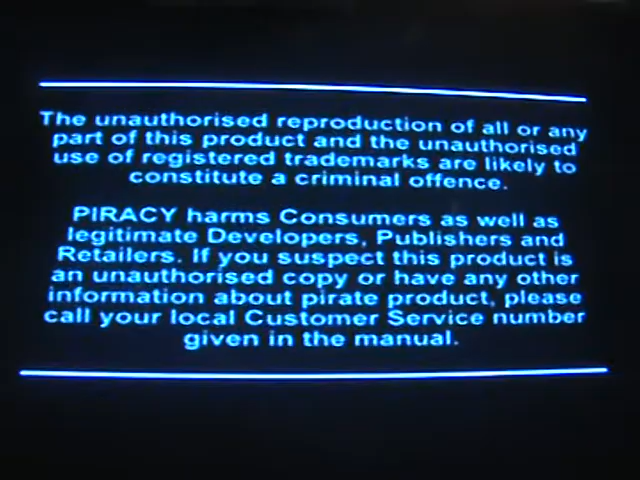 The unauthorised reproduction of all or any
part of this product and the unauthorised
use of registered trademarks are likely to
constitute a criminal offence.
PIRACY harms Consumers as well as
legitimate Developers, Publishers and
Retailers. If you suspect this product is
an unauthorised copy or have any other
information about pirate product, please
call your local Customer Service number
given in the manual.